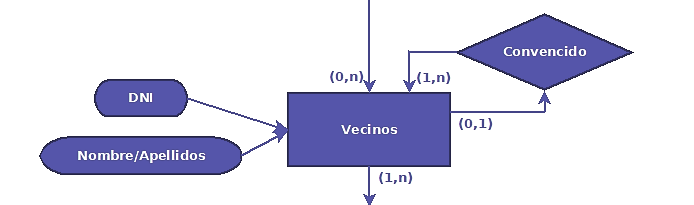 Convencido
(0,n)
(1,n)
DNI
Vecinos
(0,1)
Nombre/Apellidos
(1,n)